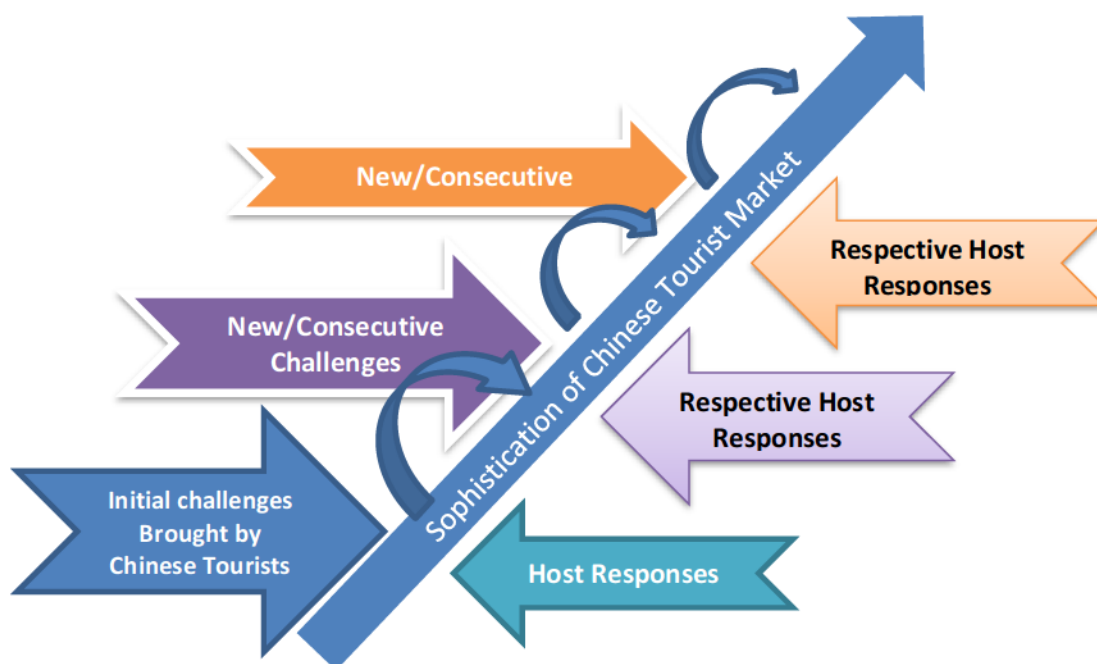 New/Consecutive
Sophistication of Chinese Tourist Market
Respective Host
Responses
New/Consecutive
Challenges
Respective Host
Responses
Initial challenges
Brought by
Chinese Tourists
Host Responses